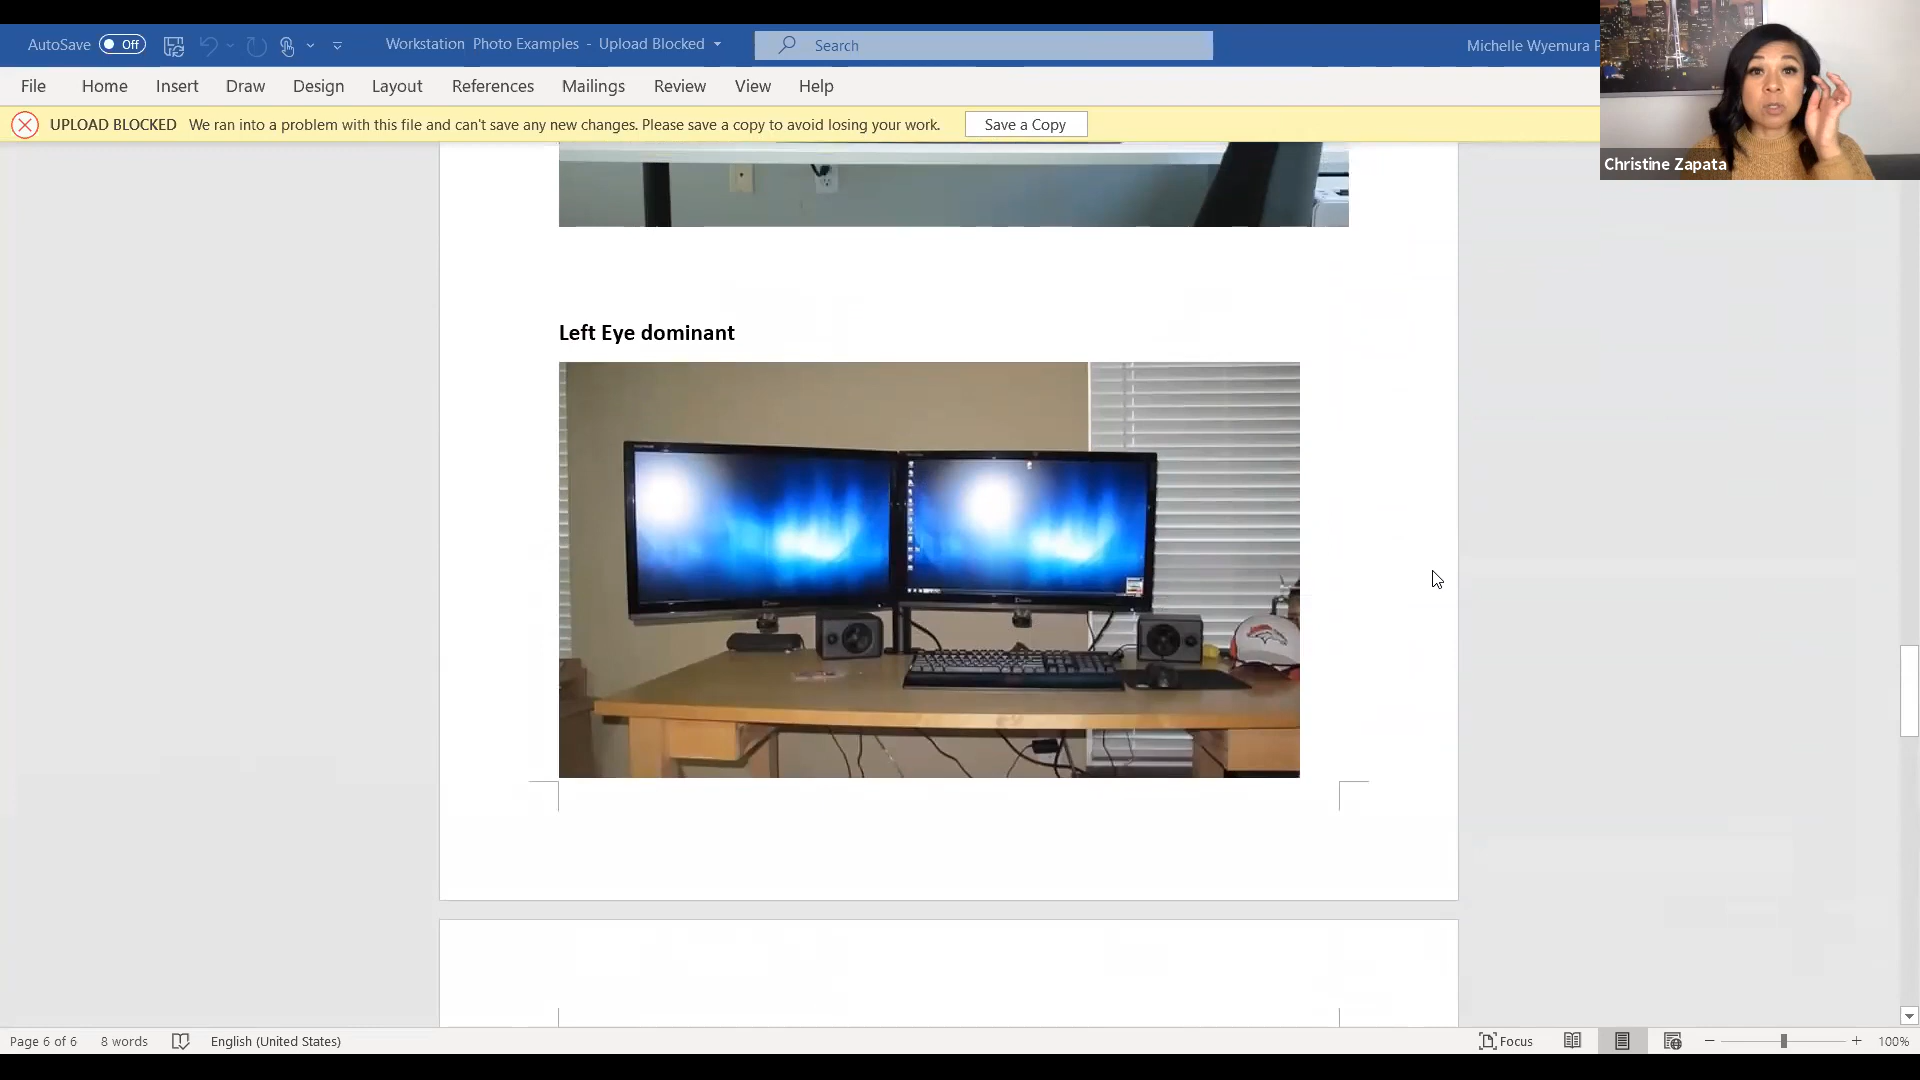 AutoSave Off Workstation Photo Examples - Upload Blocked Search Michelle Wyemura
File Home Insert Draw Design Layout References Mailings Review View Help
UPLOAD BLOCKED We ran into a problem with this file and can't save any new changes. Please save a copy to avoid losing your work. Save a Copy
Christine Zapata
Left Eye dominant
Page 6 of 6 8 words English (United States) Focus 100%